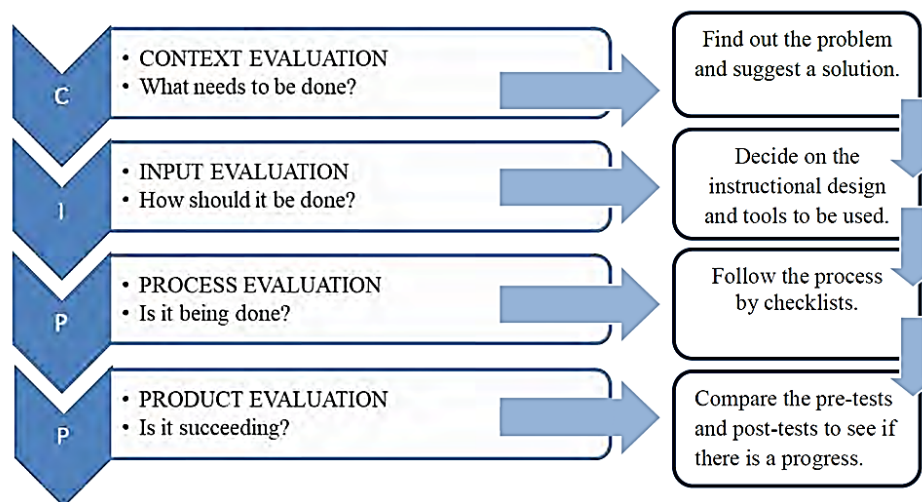 C
• CONTEXT EVALUATION
• What needs to be done?
Find out the problem
and suggest a solution.
I
• INPUT EVALUATION
• How should it be done?
Decide on the
instructional design
and tools to be used.
P
• PROCESS EVALUATION
• Is it being done?
Follow the process
by checklists.
P
• PRODUCT EVALUATION
• Is it succeeding?
Compare the pre-tests
and post-tests to see if
there is a progress.